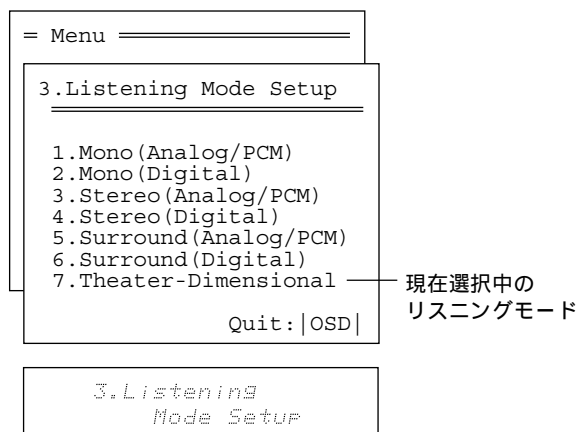 = Menu
3.Listening Mode Setup
1.Mono(Analog/PCM)
2.Mono(Digital)
3.Stereo(Analog/PCM)
4.Stereo(Digital)
5.Surround(Analog/PCM)
6.Surround(Digital)
7.Theater-Dimensional
現在選択中の
リスニングモード
Quit:|OSD|
3.Listening
Mode Setup